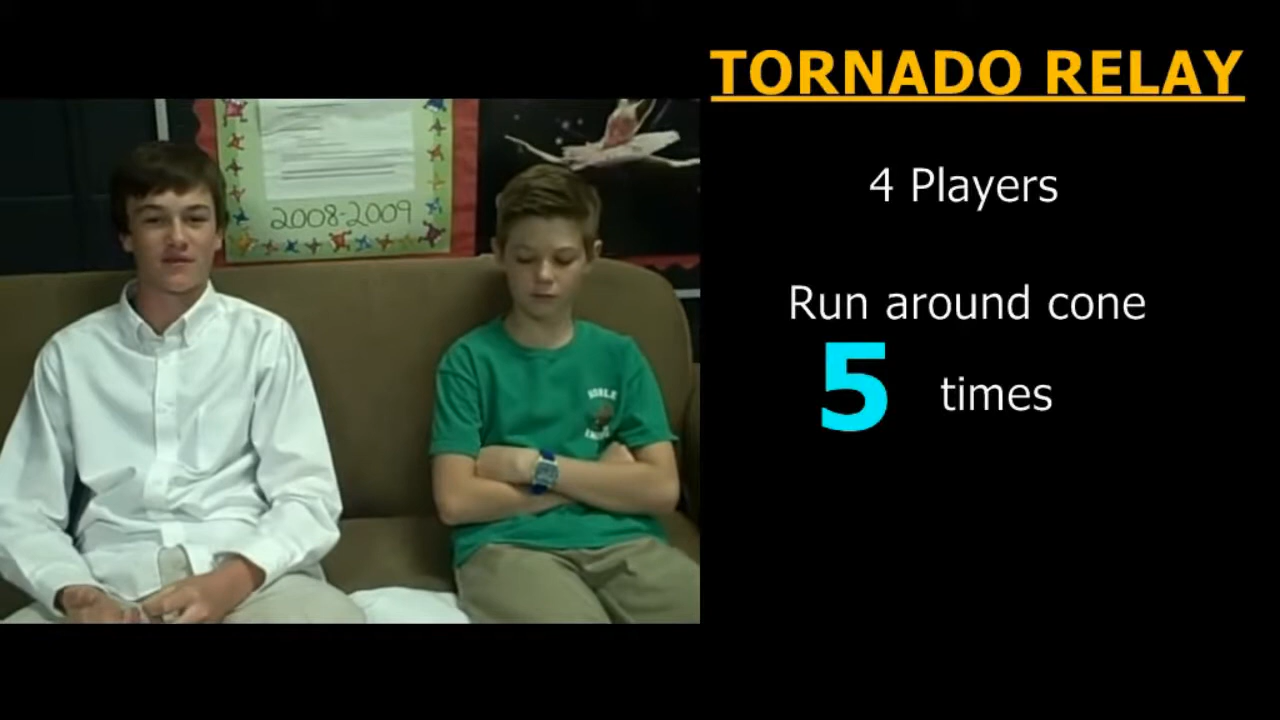 TORNADO RELAY
4 Players
Run around cone
5 times
2008-2009